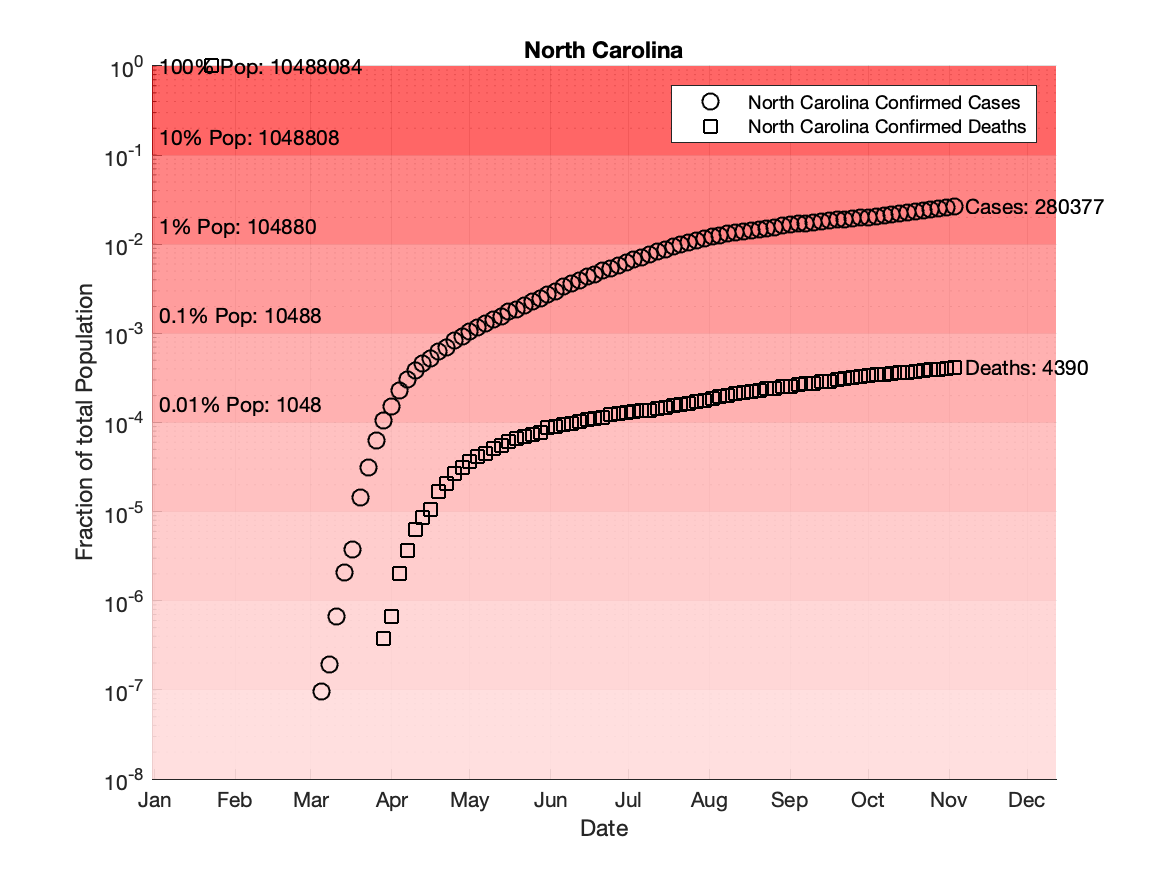 North Carolina
10^0
100% Pop: 10488084
North Carolina Confirmed Cases
North Carolina Confirmed Deaths
10% Pop: 1048808
10^-1
Cases: 280377
1% Pop: 104880
10^-2
0.1% Pop: 10488
10^-3
Deaths: 4390
0.01% Pop: 1048
10^-4
10^-5
10^-6
10^-7
10^-8
Fraction of total Population
Jan Feb Mar Apr May Jun Jul Aug Sep Oct Nov Dec
Date